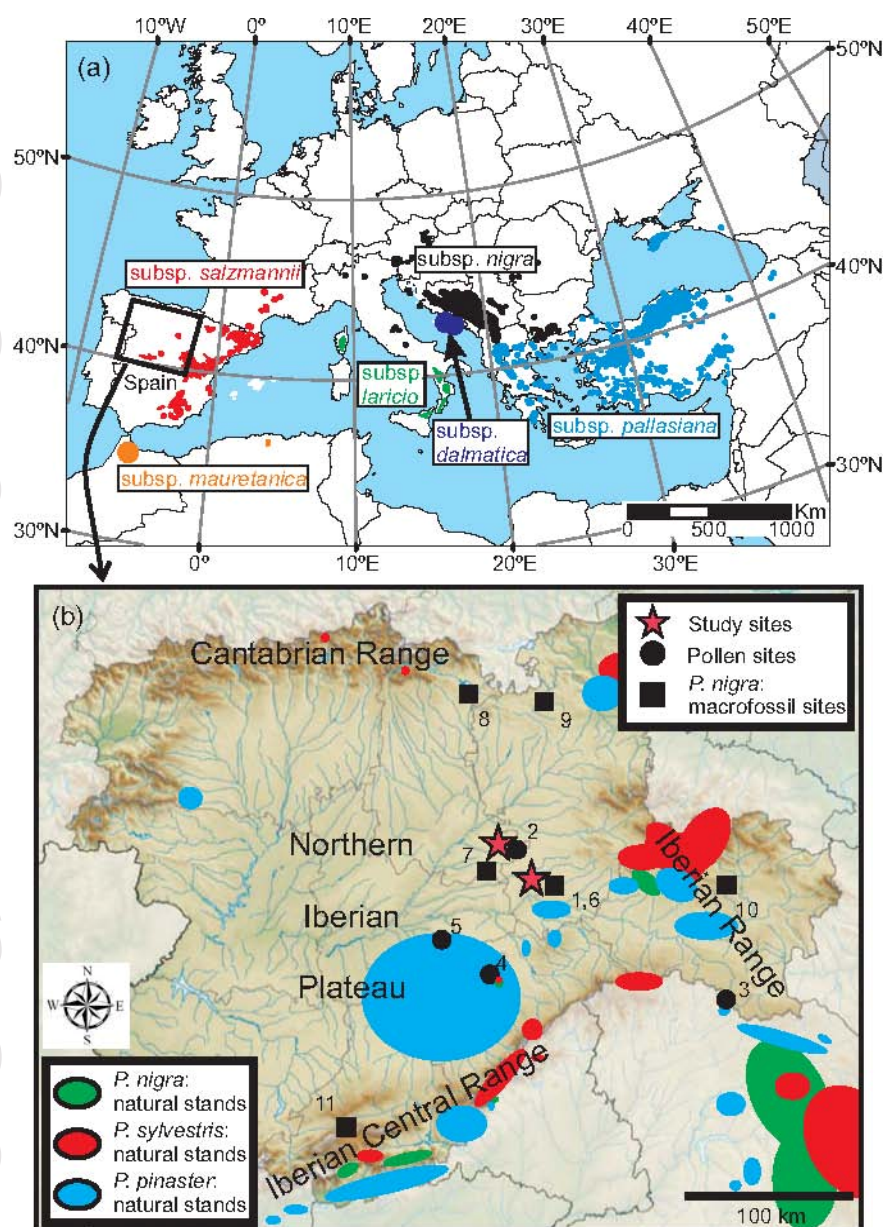 10ºW 0º 10ºE 20ºE 30ºE 40ºE 50ºE
(a)
50ºN
50ºN
40ºN
subsp. nigra
subsp. salzmannii
40ºN
Spain
subsp.
laricio
subsp.
dalmatica
subsp. pallasiana
subsp. mauretanica
30ºN
Km
0 500 1000
30ºN
0º 10ºE 20ºE 30ºE
(b)
Study sites
Pollen sites
P. nigra:
macrofossil sites
Cantabrian Range
8
9
Northern
2
7
Iberian Range
1,6
10
Iberian
5
4
Plateau
3
N
W E
S
Iberian Central Range
11
P. nigra:
natural stands
P. sylvestris:
natural stands
P. pinaster:
natural stands
100 km